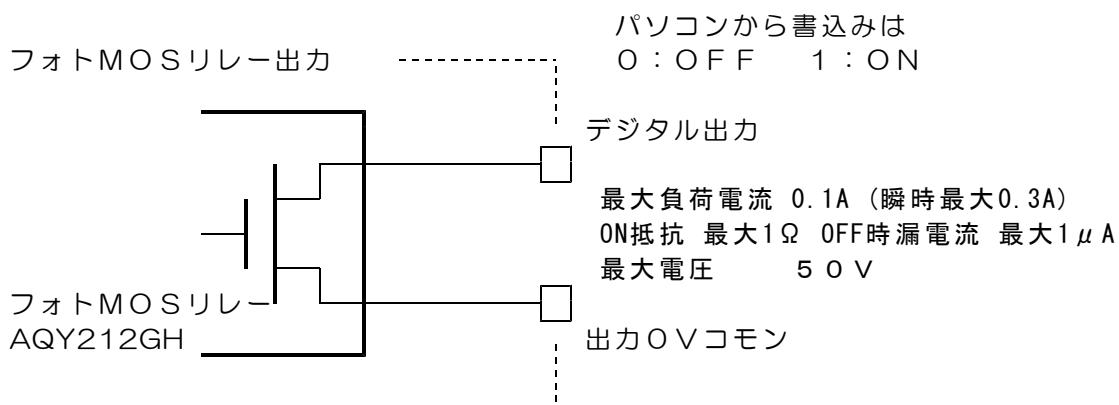 パソコンから書込みは
0:OFF　1:ON
フォトMOSリレー出力
デジタル出力
最大負荷電流 0.1A (瞬時最大0.3A)
ON抵抗 最大1Ω OFF時漏電流 最大1μA
最大電圧　　50V
フォトMOSリレー
AQY212GH
出力0Vコモン